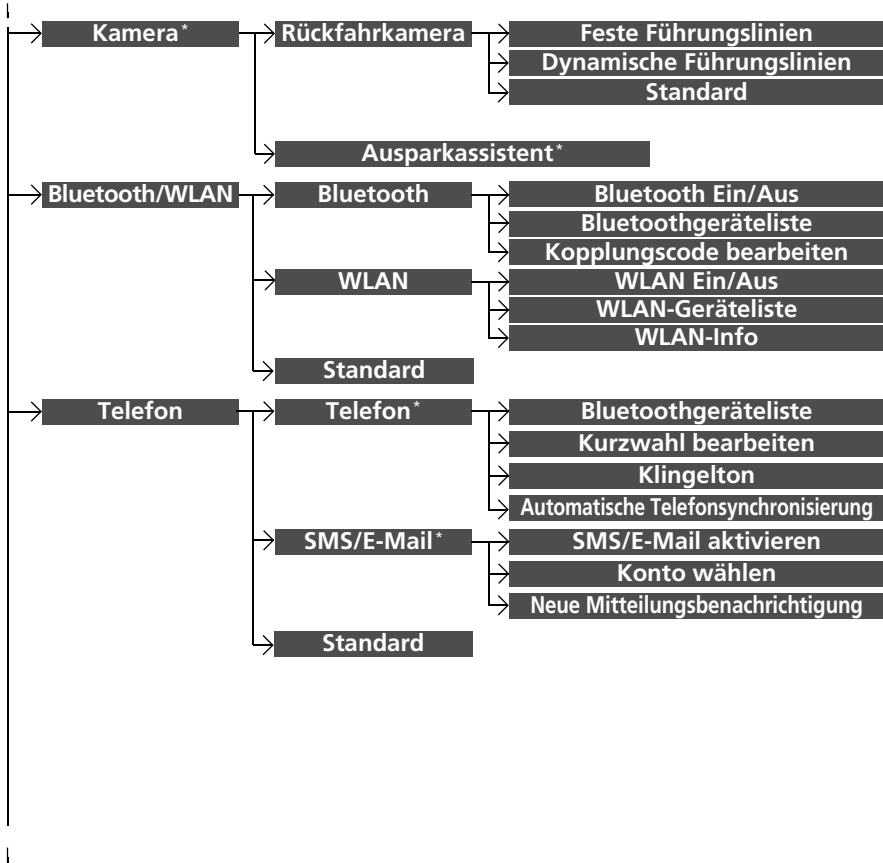 Kamera* Rückfahrkamera Feste Führungslinien
Dynamische Führungslinien
Standard
Ausparkassistent*
Bluetooth/WLAN Bluetooth Bluetooth Ein/Aus
Bluetoothgeräteliste
Kopplungscode bearbeiten
WLAN WLAN Ein/Aus
WLAN-Geräteliste
WLAN-Info
Standard
Telefon Telefon* Bluetoothgeräteliste
Kurzwahl bearbeiten
Klingelton
Automatische Telefonsynchronisierung
SMS/E-Mail* SMS/E-Mail aktivieren
Konto wählen
Neue Mitteilungsbenachrichtigung
Standard